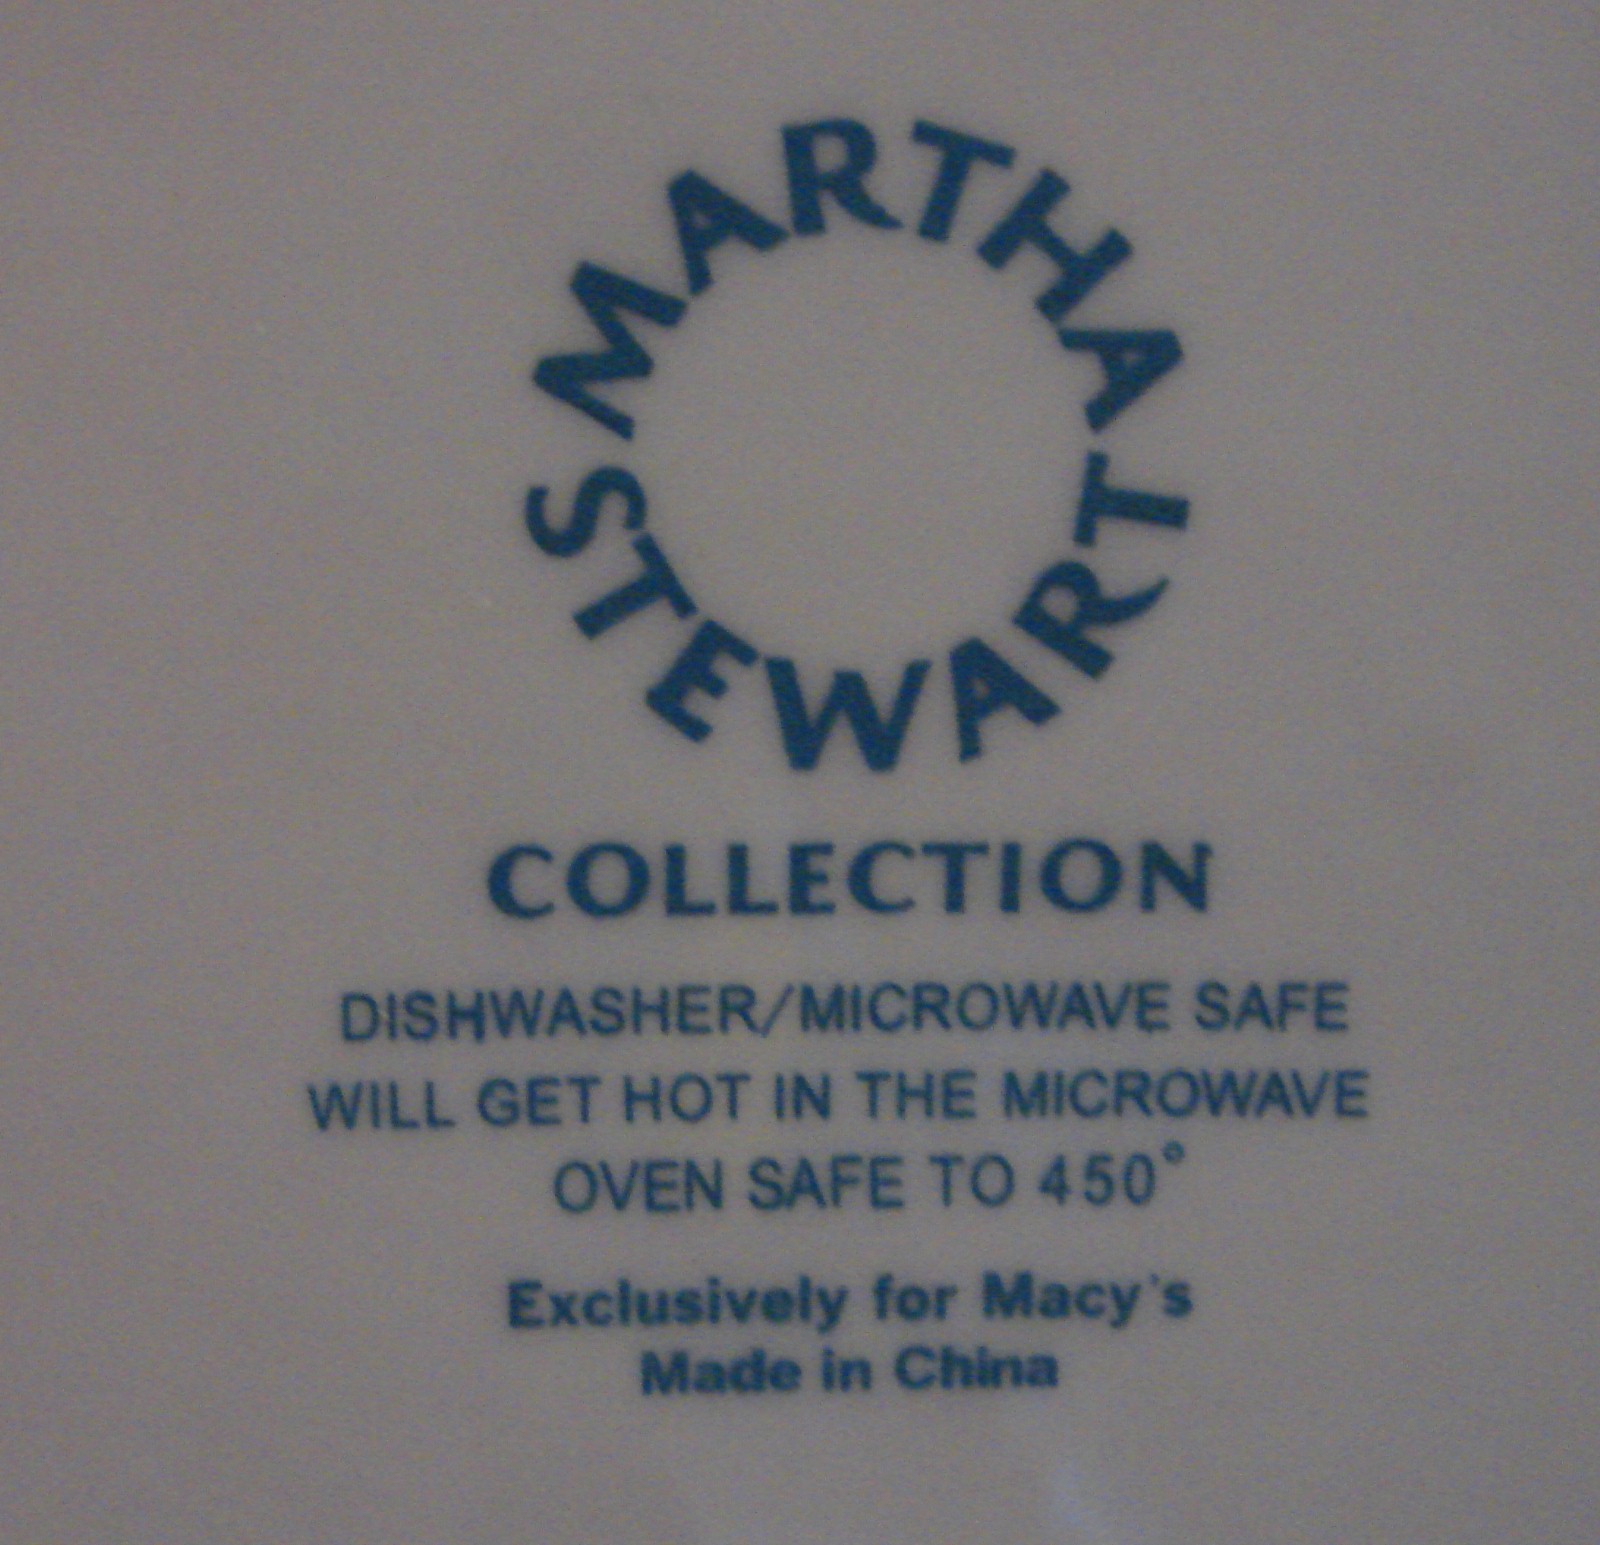 MARTHA
STEWART
COLLECTION
DISHWASHER/MICROWAVE SAFE
WILL GET HOT IN THE MICROWAVE
OVEN SAFE TO 450°
Exclusively for Macy's
Made in China